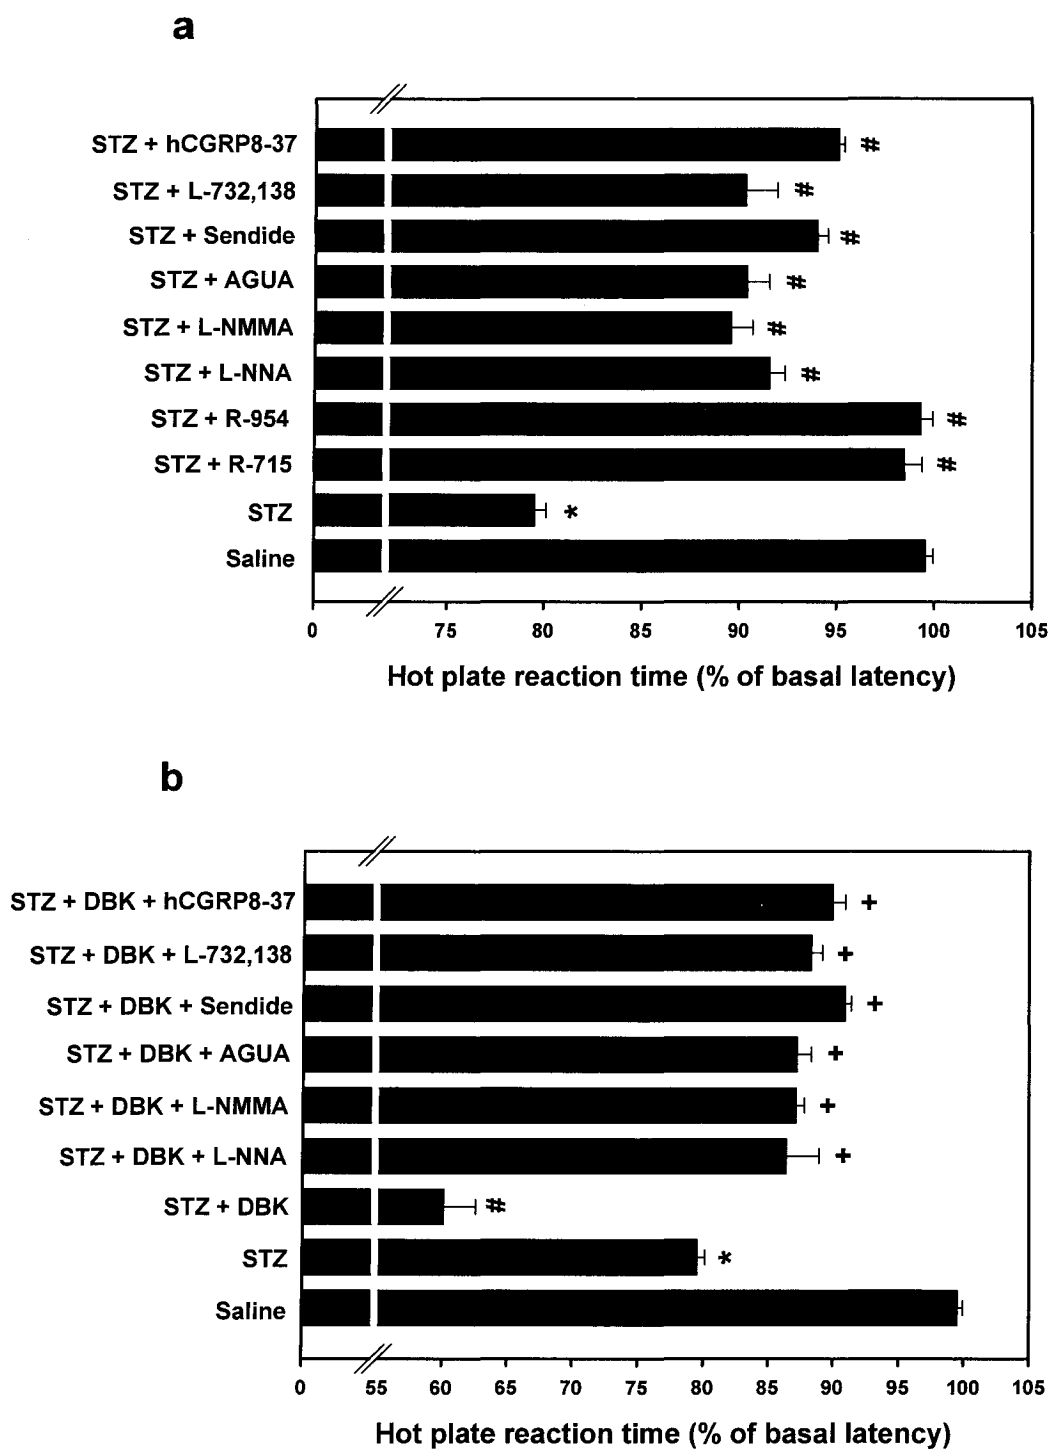 a
STZ + hCGRP8-37 #
STZ + L-732,138 #
STZ + Sendide #
STZ + AGUA #
STZ + L-NMMA #
STZ + L-NNA #
STZ + R-954 #
STZ + R-715 #
STZ *
Saline
0 75 80 85 90 95 100 105
Hot plate reaction time (% of basal latency)
b
STZ + DBK + hCGRP8-37 +
STZ + DBK + L-732,138 +
STZ + DBK + Sendide +
STZ + DBK + AGUA +
STZ + DBK + L-NMMA +
STZ + DBK + L-NNA +
STZ + DBK #
STZ *
Saline
0 55 60 65 70 75 80 85 90 95 100 105
Hot plate reaction time (% of basal latency)